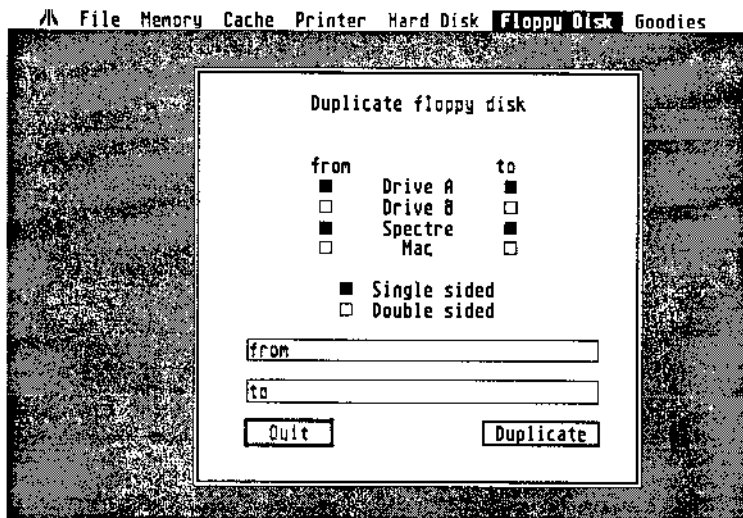 File Memory Cache Printer Hard Disk Floppy Disk Goodies
Duplicate floppy disk
from to
Drive A
Drive B
Spectre
Mac
Single sided
Double sided
from
to
Quit Duplicate